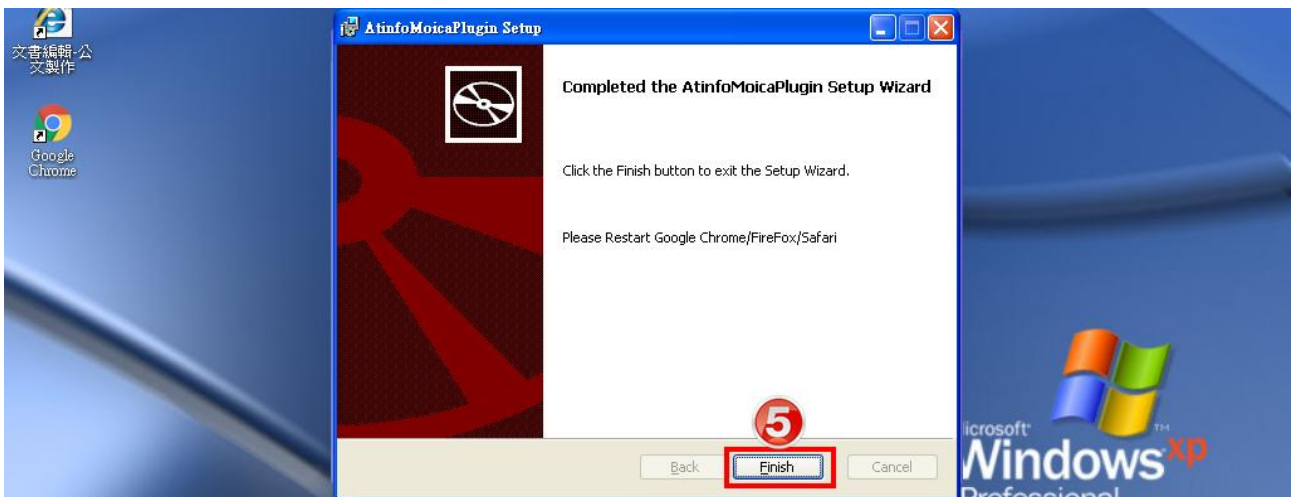 文書編輯-公
文製作
Google
Chrome
AtinfoMoicaPlugin Setup
Completed the AtinfoMoicaPlugin Setup Wizard
Click the Finish button to exit the Setup Wizard.
Please Restart Google Chrome/FireFox/Safari
5
Back
Finish
Cancel
icrosoft
Windows xp
Professional